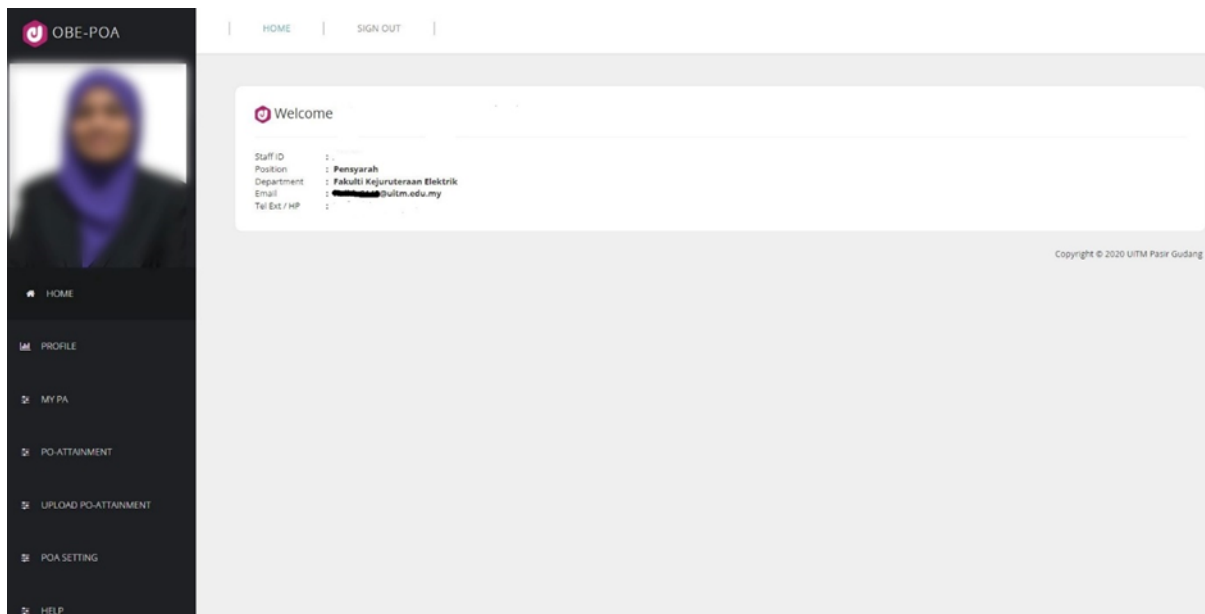 OBE-POA
HOME
SIGN OUT
Welcome
Staff ID : .
Position : Pensyarah
Department : Fakulti Kejuruteraan Elektrik
Email : @uitm.edu.my
Tel Ext / HP :
Copyright © 2020 UiTM Pasir Gudang
HOME
PROFILE
MY PA
PO-ATTAINMENT
UPLOAD PO-ATTAINMENT
POA SETTING
HELP